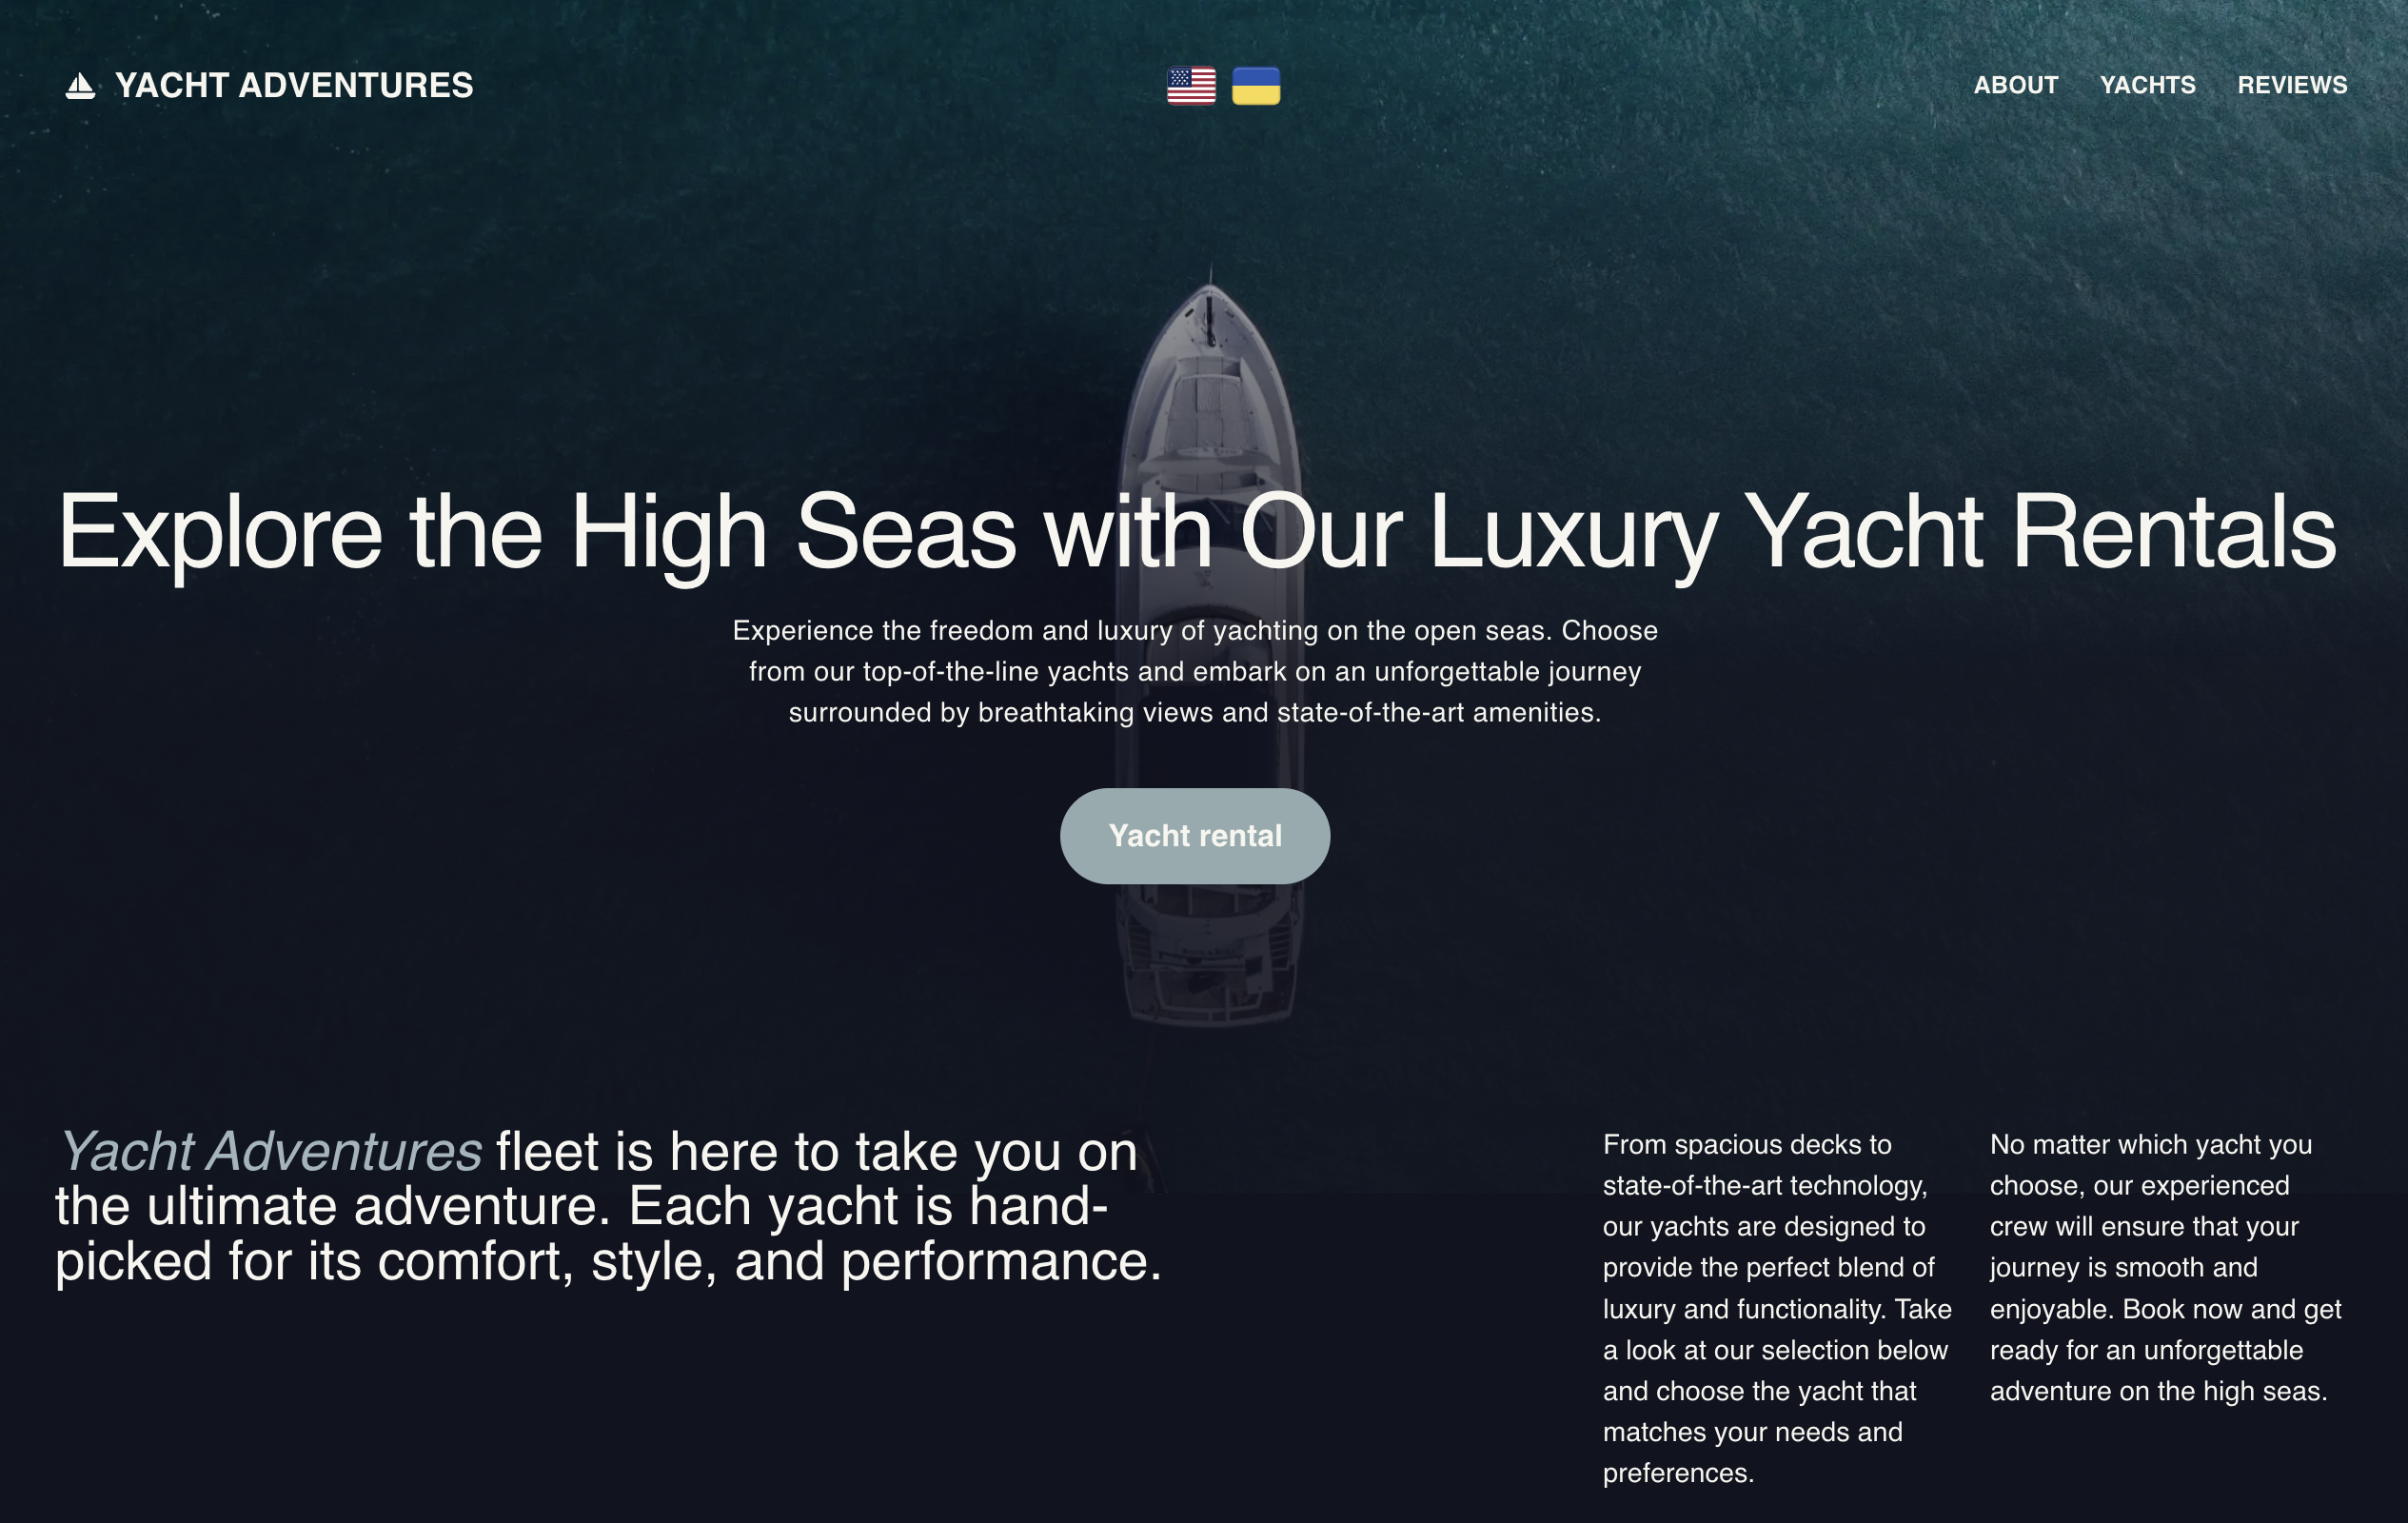 YACHT ADVENTURES
ABOUT YACHTS REVIEWS
Explore the High Seas with Our Luxury Yacht Rentals
Experience the freedom and luxury of yachting on the open seas. Choose
from our top-of-the-line yachts and embark on an unforgettable journey
surrounded by breathtaking views and state-of-the-art amenities.
Yacht rental
Yacht Adventures fleet is here to take you on
the ultimate adventure. Each yacht is hand-
picked for its comfort, style, and performance.
From spacious decks to
state-of-the-art technology,
our yachts are designed to
provide the perfect blend of
luxury and functionality. Take
a look at our selection below
and choose the yacht that
matches your needs and
preferences.
No matter which yacht you
choose, our experienced
crew will ensure that your
journey is smooth and
enjoyable. Book now and get
ready for an unforgettable
adventure on the high seas.